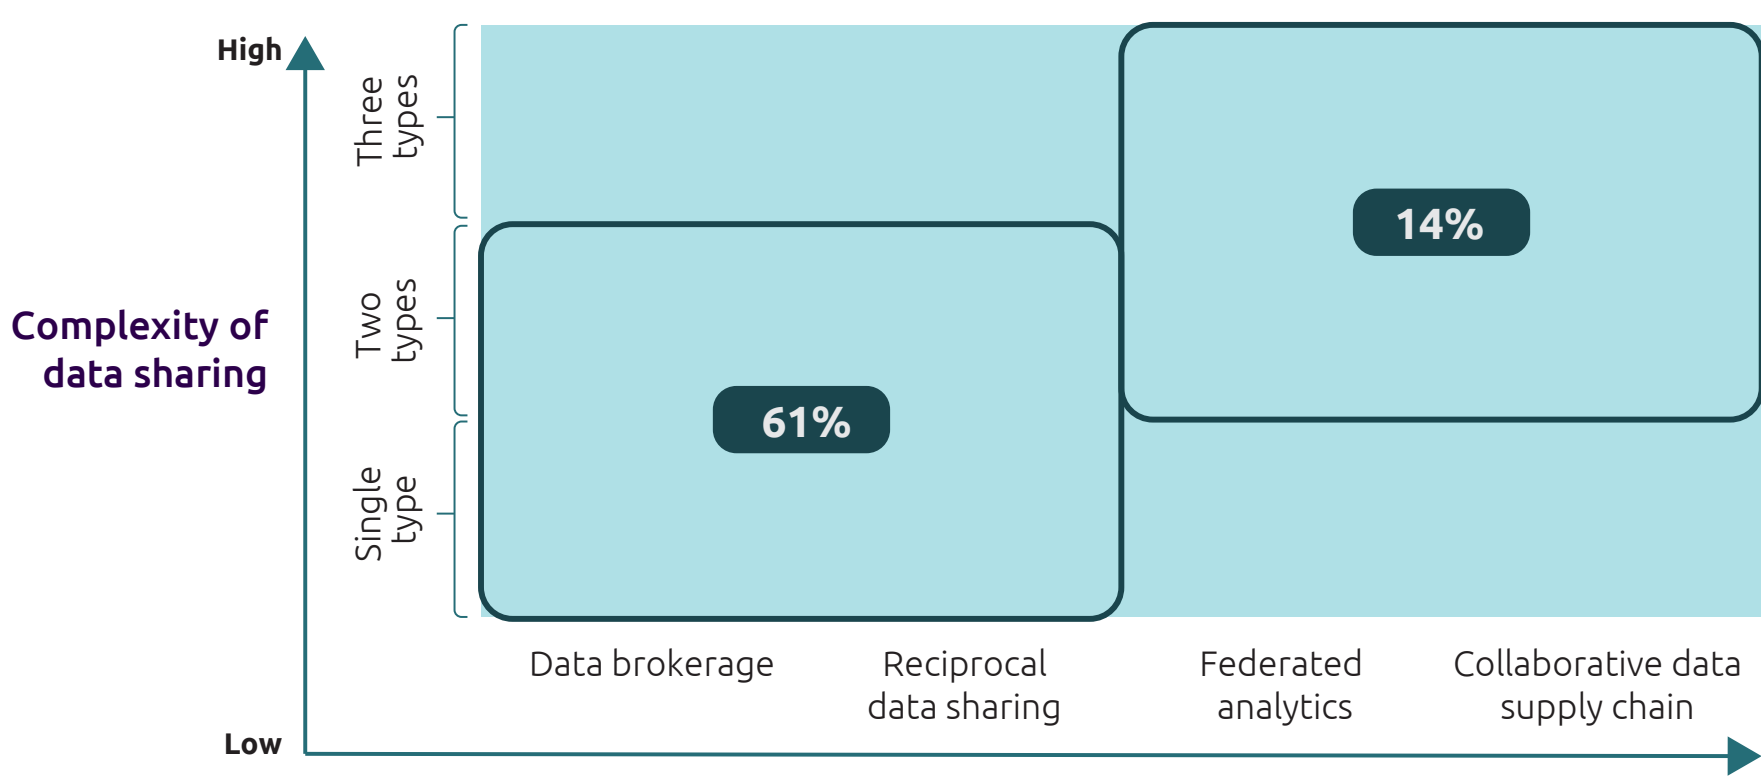 High
Three
types
14%
Two
types
Complexity of
data sharing
61%
Single
type
Data brokerage
Reciprocal
data sharing
Federated
analytics
Collaborative data
supply chain
Low